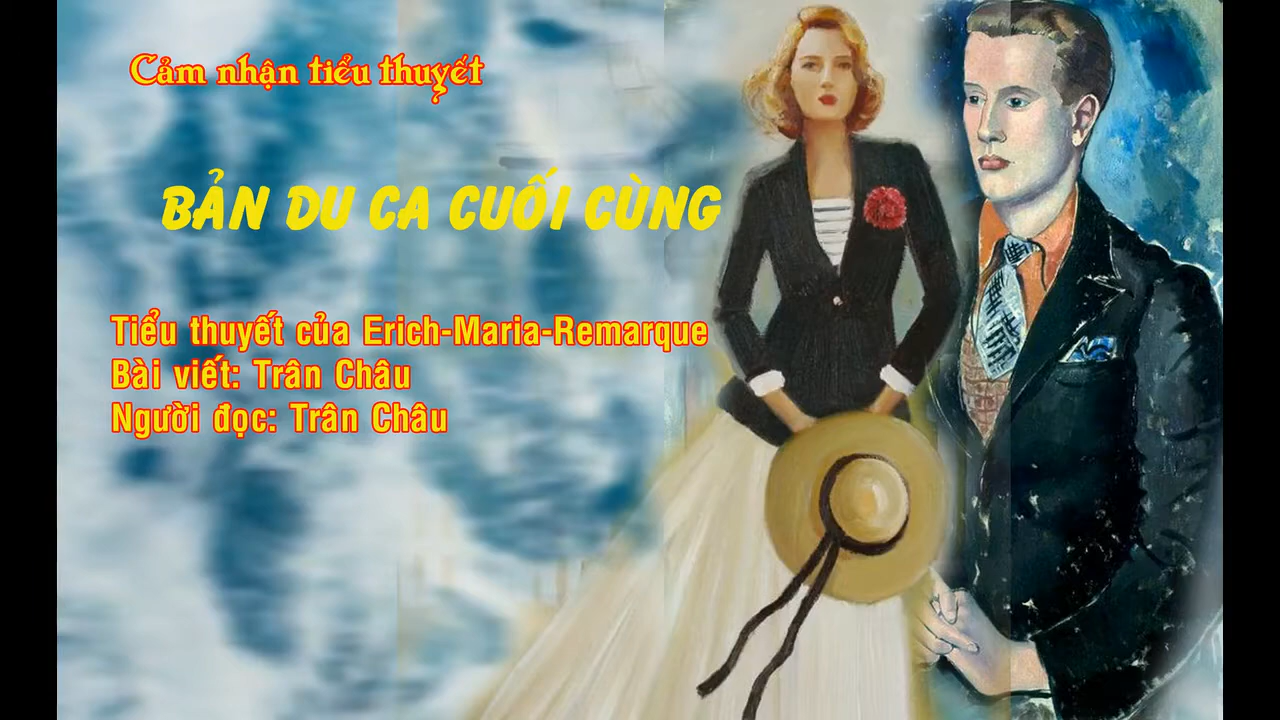 Cảm nhận tiểu thuyết
BẢN DU CA CUỐI CÙNG
Tiểu thuyết của Erich-Maria-Remarque
Bài viết: Trân Châu
Người đọc: Trân Châu